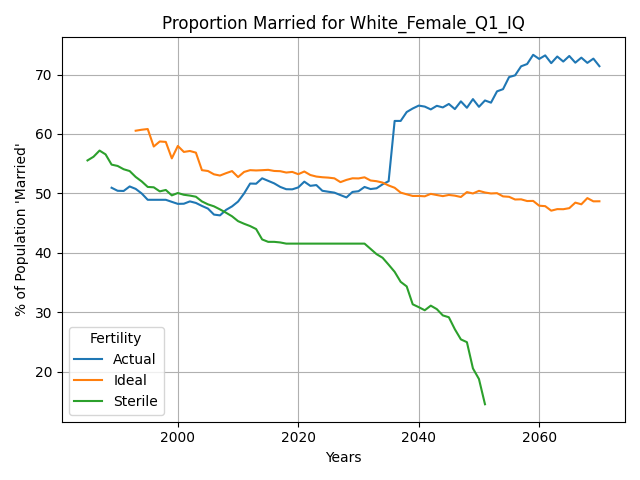 Proportion Married for White_Female_Q1_IQ
% of Population 'Married'
70
60
50
40
30
20
Fertility
Actual
Ideal
Sterile
2000 2020 2040 2060
Years